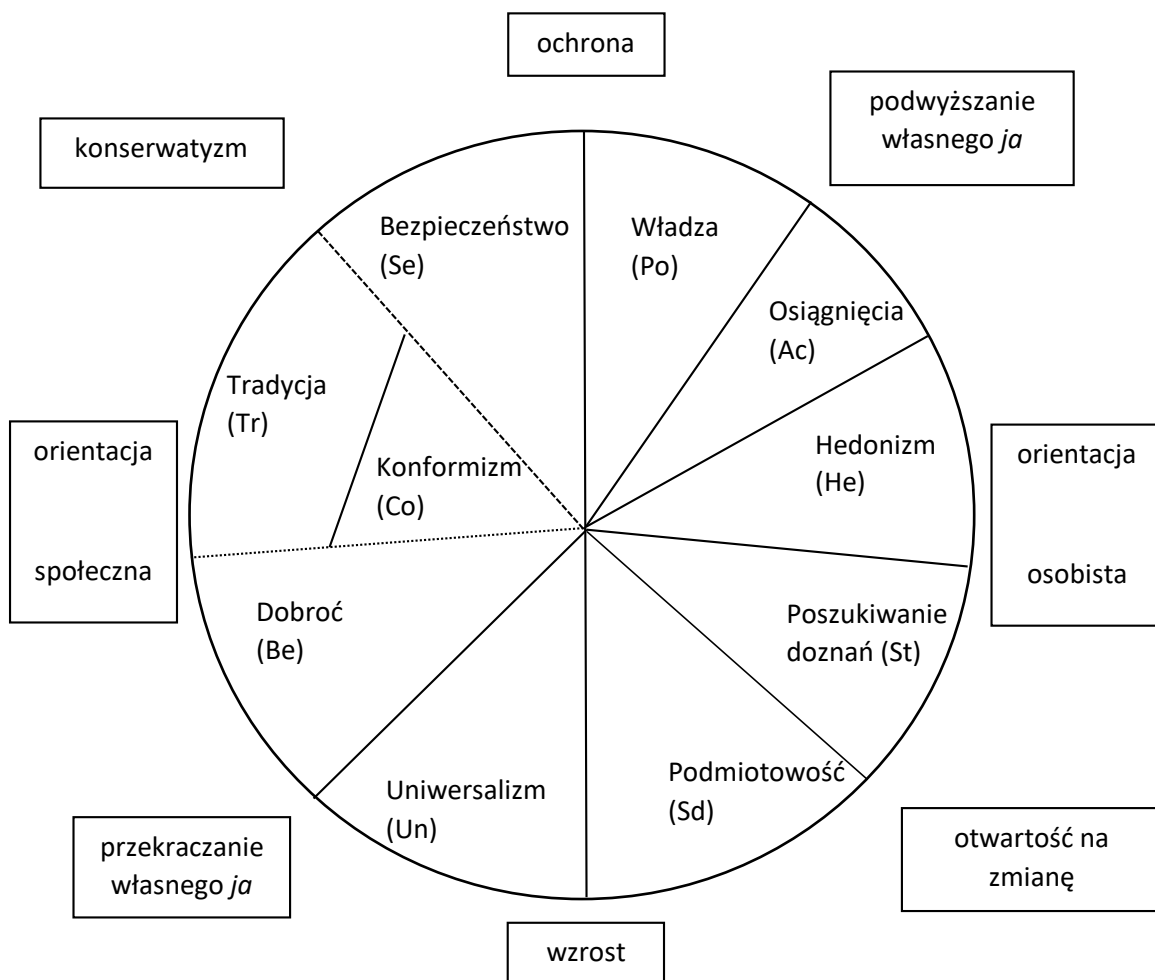 ochrona
podwyższanie
własnego ja
konserwatyzm
Bezpieczeństwo
(Se)
Władza
(Po)
Osiągnięcia
(Ac)
Tradycja
(Tr)
Konformizm
(Co)
Hedonizm
(He)
orientacja
społeczna
orientacja
osobista
Dobroć
(Be)
Poszukiwanie
doznań (St)
Uniwersalizm
(Un)
Podmiotowość
(Sd)
przekraczanie
własnego ja
otwartość na
zmianę
wzrost